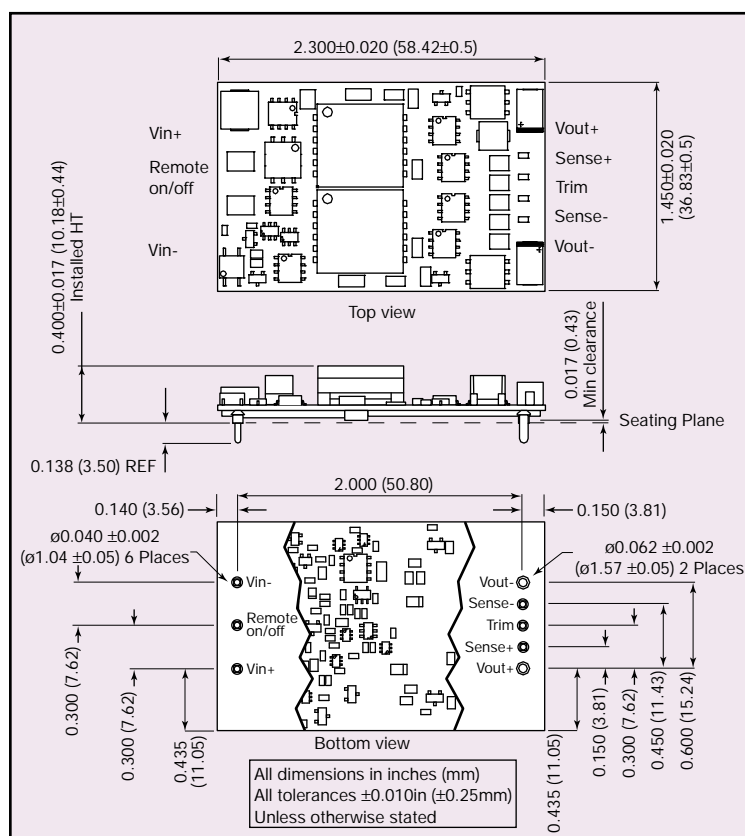 2.300±0.020 (58.42±0.5)
Vin+
Remote
on/off
Vin-
Vout+
Sense+
Trim
Sense-
Vout-
1.450±0.020
(36.83±0.5)
Top view
0.400±0.017 (10.18±0.44)
Installed HT
0.017 (0.43)
Min clearance
Seating Plane
0.138 (3.50) REF
0.140 (3.56)
2.000 (50.80)
0.150 (3.81)
ø0.040 ±0.002
(ø1.04 ±0.05) 6 Places
ø0.062 ±0.002
(ø1.57 ±0.05) 2 Places
Vin-
Remote
on/off
Vin+
Vout-
Sense-
Trim
Sense+
Vout+
0.300 (7.62)
0.300 (7.62)
0.435
(11.05)
0.435 (11.05)
0.150 (3.81)
0.300 (7.62)
0.450 (11.43)
0.600 (15.24)
Bottom view
All dimensions in inches (mm)
All tolerances ±0.010in (±0.25mm)
Unless otherwise stated